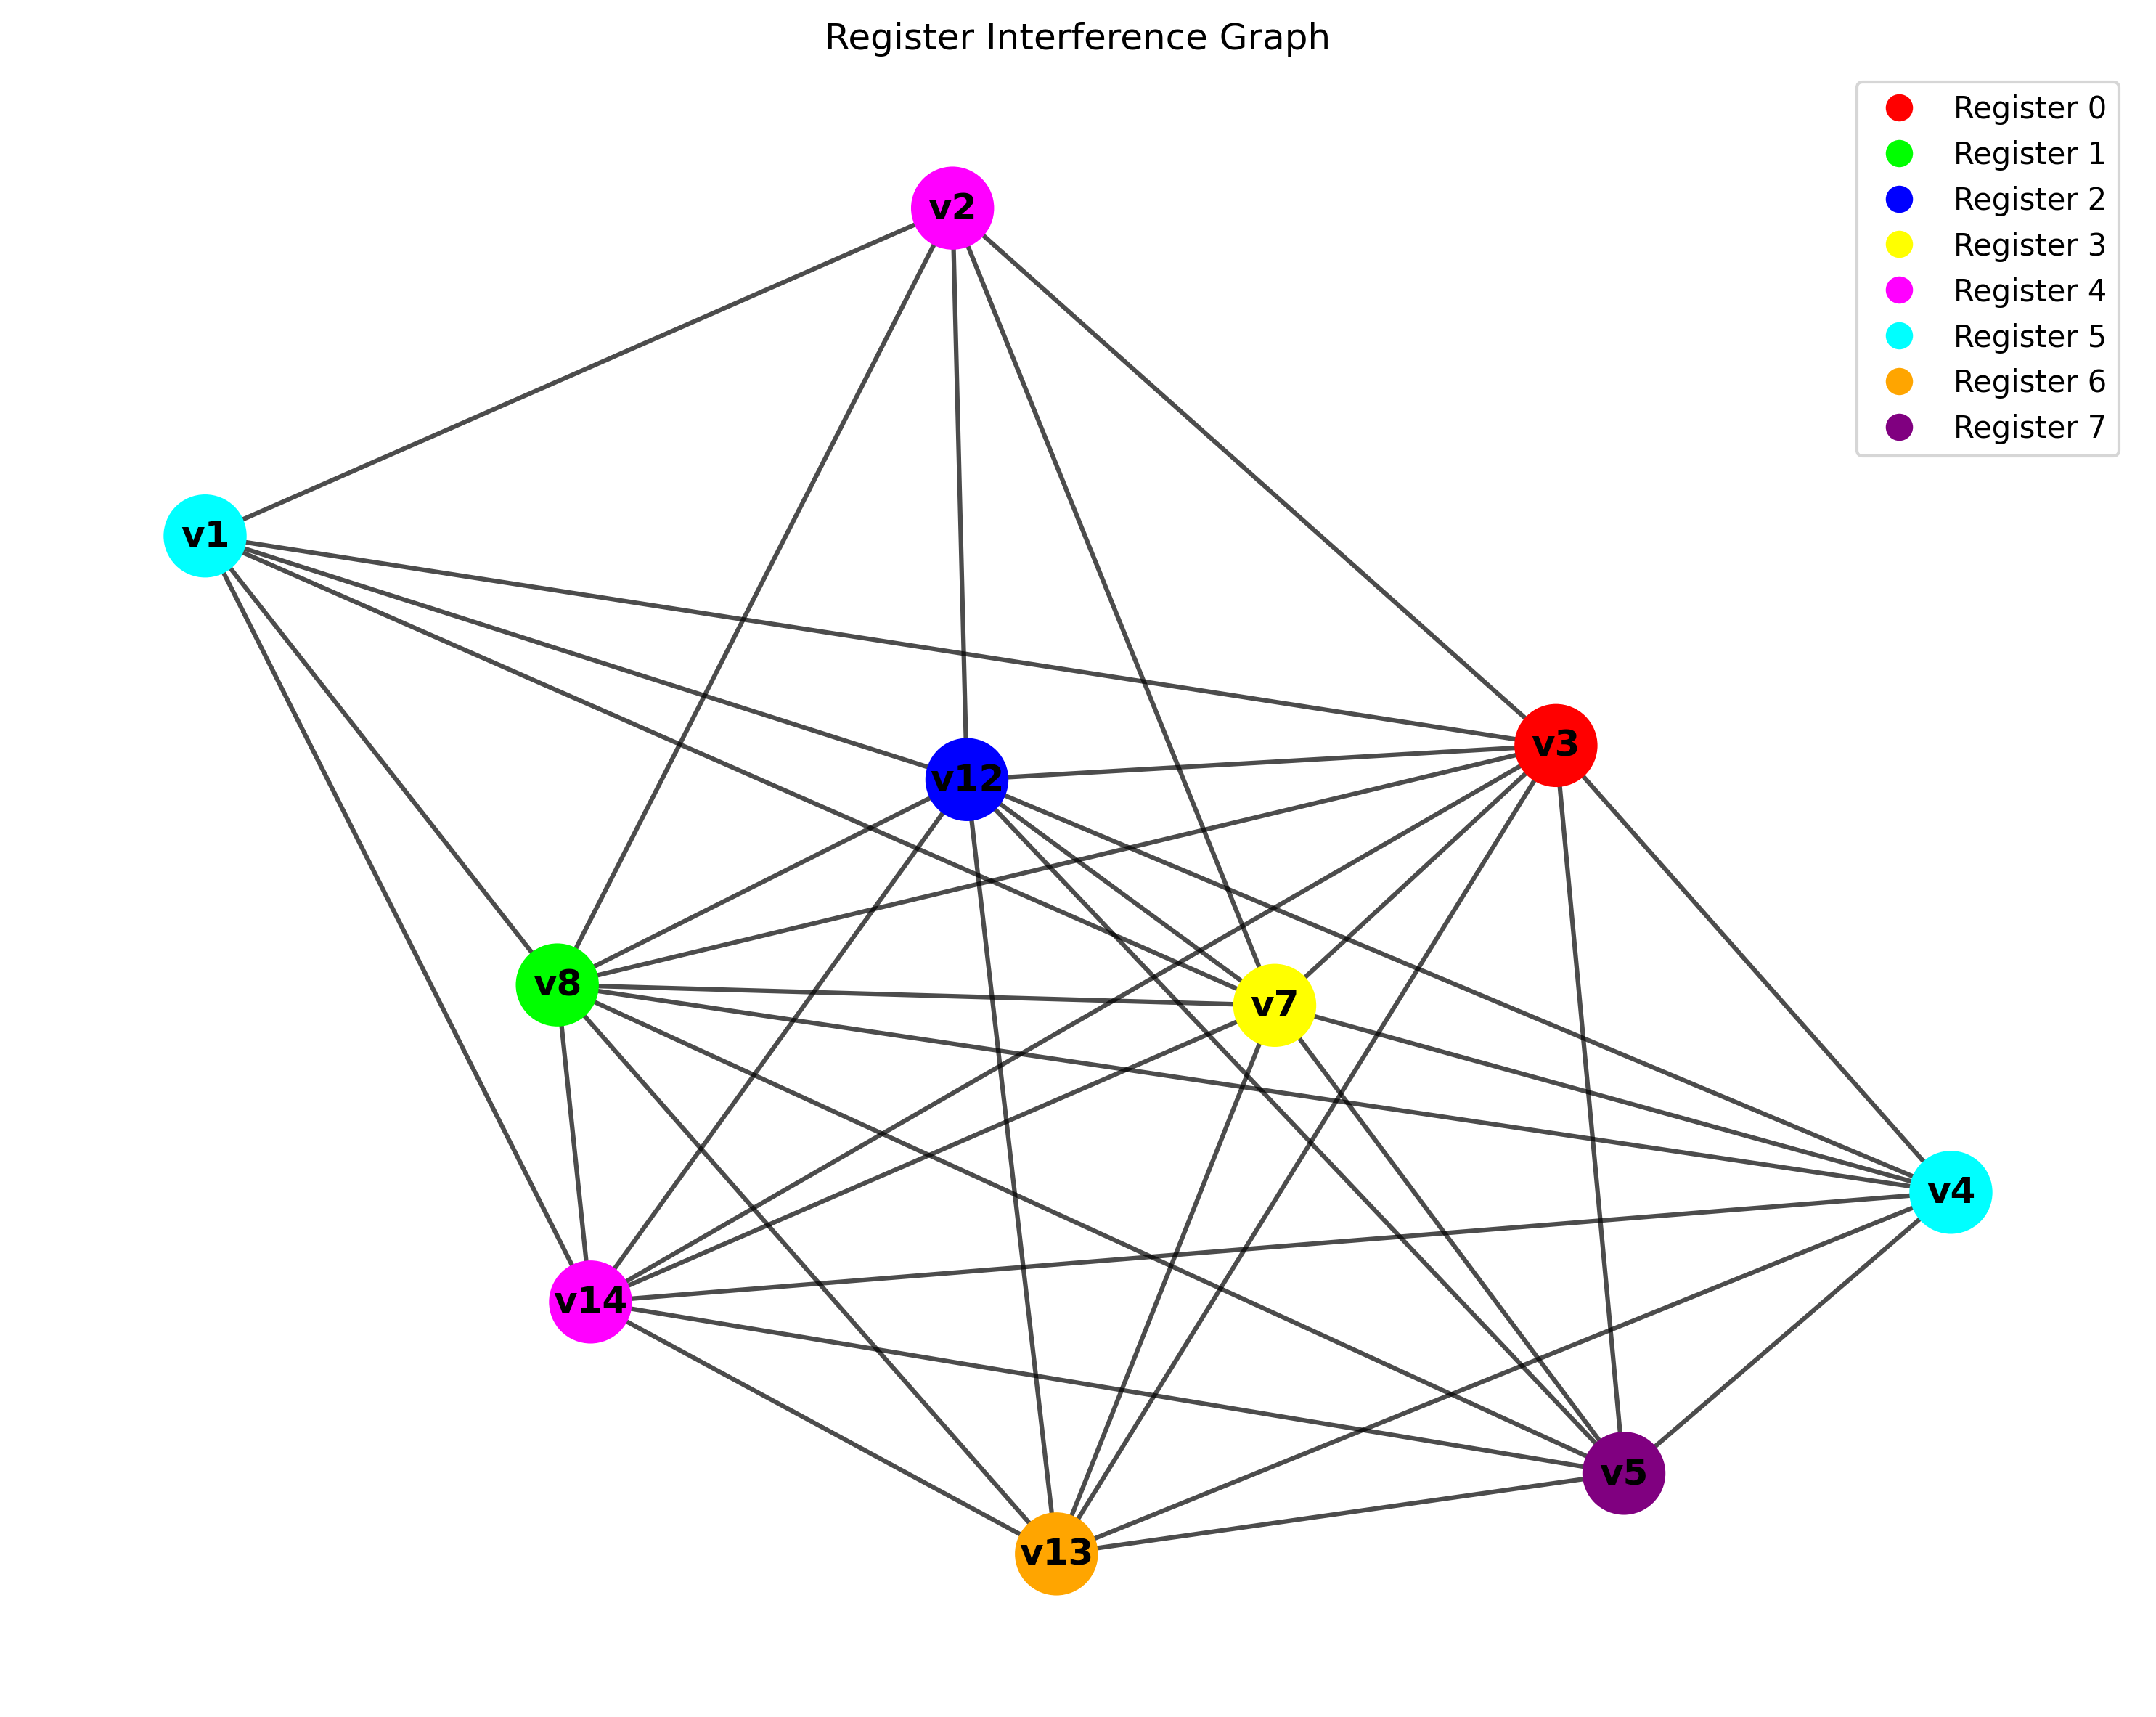 Register Interference Graph
Register 0
Register 1
Register 2
Register 3
Register 4
Register 5
Register 6
Register 7
v2
v1
v3
v12
v8
v7
v4
v14
v5
v13